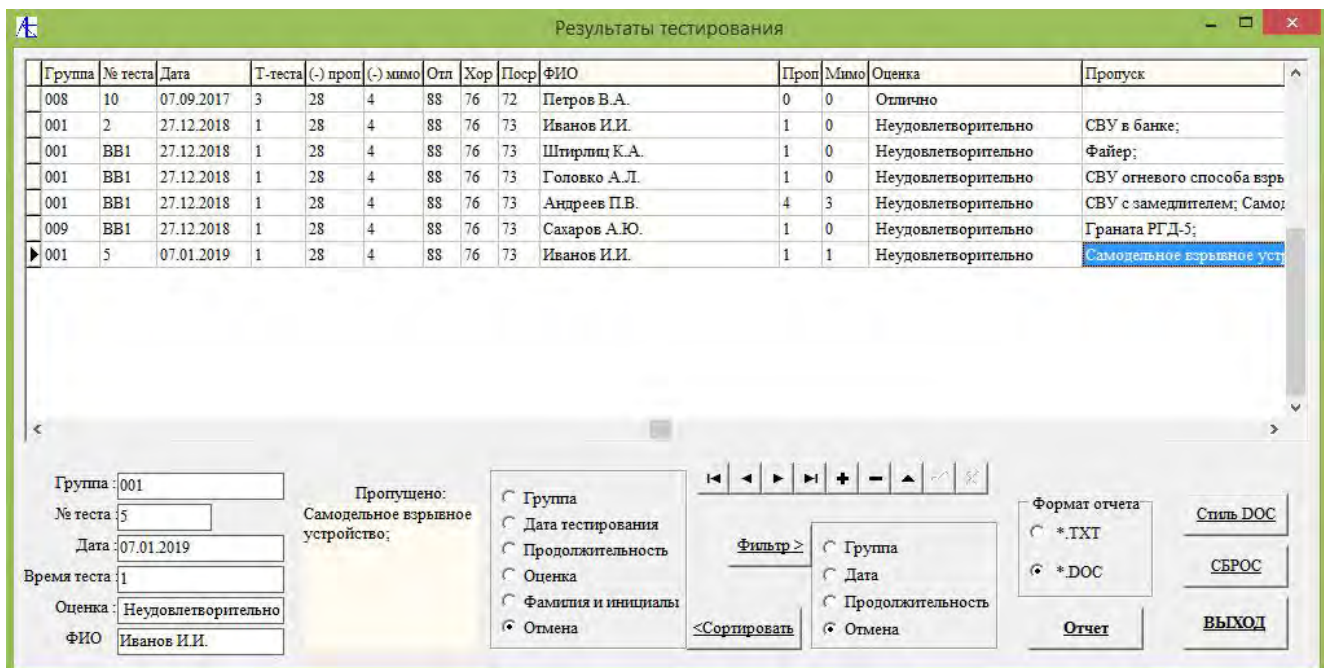 Результаты тестирования
Группа № теста Дата Т-теста (-) проп (-) мимо Отл Хор Поср ФИО Проп Мимо Оценка Пропуск
008 10 07.09.2017 3 28 4 88 76 72 Петров В.А. 0 0 Отлично
001 2 27.12.2018 1 28 4 88 76 73 Иванов И.И. 1 0 Неудовлетворительно СВУ в банке;
001 ВВ1 27.12.2018 1 28 4 88 76 73 Штирлиц К.А. 1 0 Неудовлетворительно Файер;
001 ВВ1 27.12.2018 1 28 4 88 76 73 Головко А.Л. 1 0 Неудовлетворительно СВУ огневого способа взры
001 ВВ1 27.12.2018 1 28 4 88 76 73 Андреев П.В. 4 3 Неудовлетворительно СВУ с замедлителем; Самод
009 ВВ1 27.12.2018 1 28 4 88 76 73 Сахаров А.Ю. 1 0 Неудовлетворительно Граната РГД-5;
001 5 07.01.2019 1 28 4 88 76 73 Иванов И.И. 1 1 Неудовлетворительно Самодельное взрывное устр
Группа : 001
№ теста : 5
Дата : 07.01.2019
Время теста : 1
Оценка : Неудовлетворительно
ФИО Иванов И.И.
Пропущено:
Самодельное взрывное
устройство;
Группа
Дата тестирования
Продолжительность
Оценка
Фамилия и инициалы
Отмена
Фильтр >
<Сортировать
Группа
Дата
Продолжительность
Отмена
Формат отчета
*.TXT
*.DOC
Отчет
Стиль DOC
СБРОС
ВЫХОД